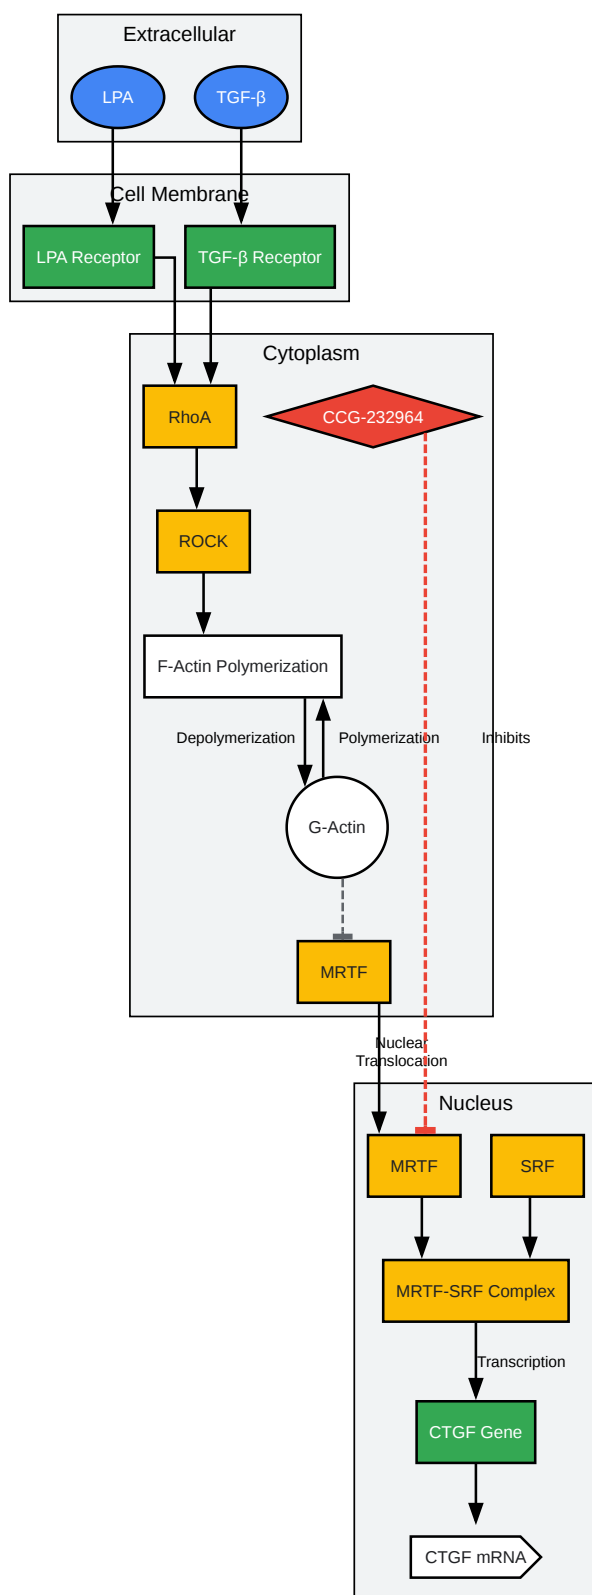 Extracellular
LPA
TGF-β
Cell Membrane
LPA Receptor
TGF-β Receptor
Cytoplasm
RhoA
CCG-232964
ROCK
F-Actin Polymerization
Depolymerization
Polymerization
Inhibits
G-Actin
MRTF
Nuclear
Translocation
Nucleus
MRTF
SRF
MRTF-SRF Complex
Transcription
CTGF Gene
CTGF mRNA